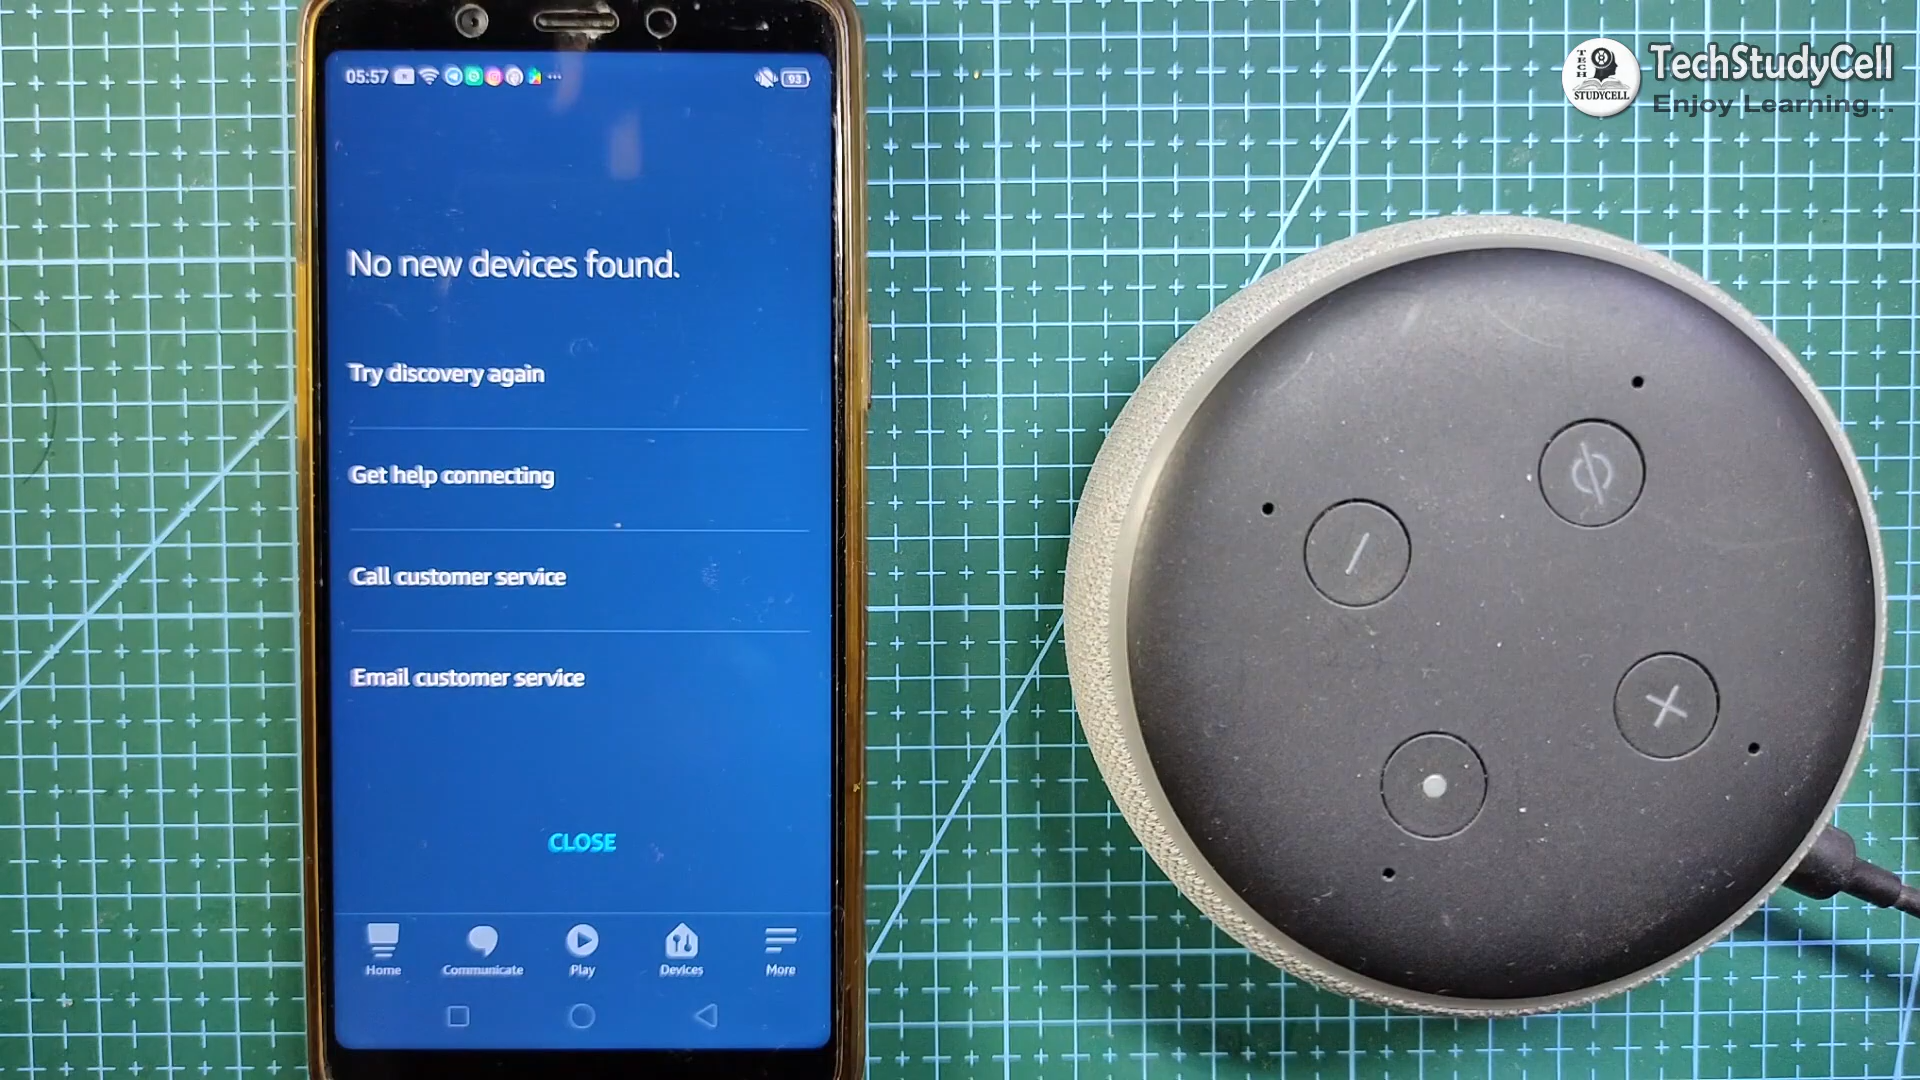 05:57
93
No new devices found.
Try discovery again
Get help connecting
Call customer service
Email customer service
CLOSE
Home
Communicate
Play
Devices
More
TECH
STUDYCELL
TechStudyCell
Enjoy Learning...